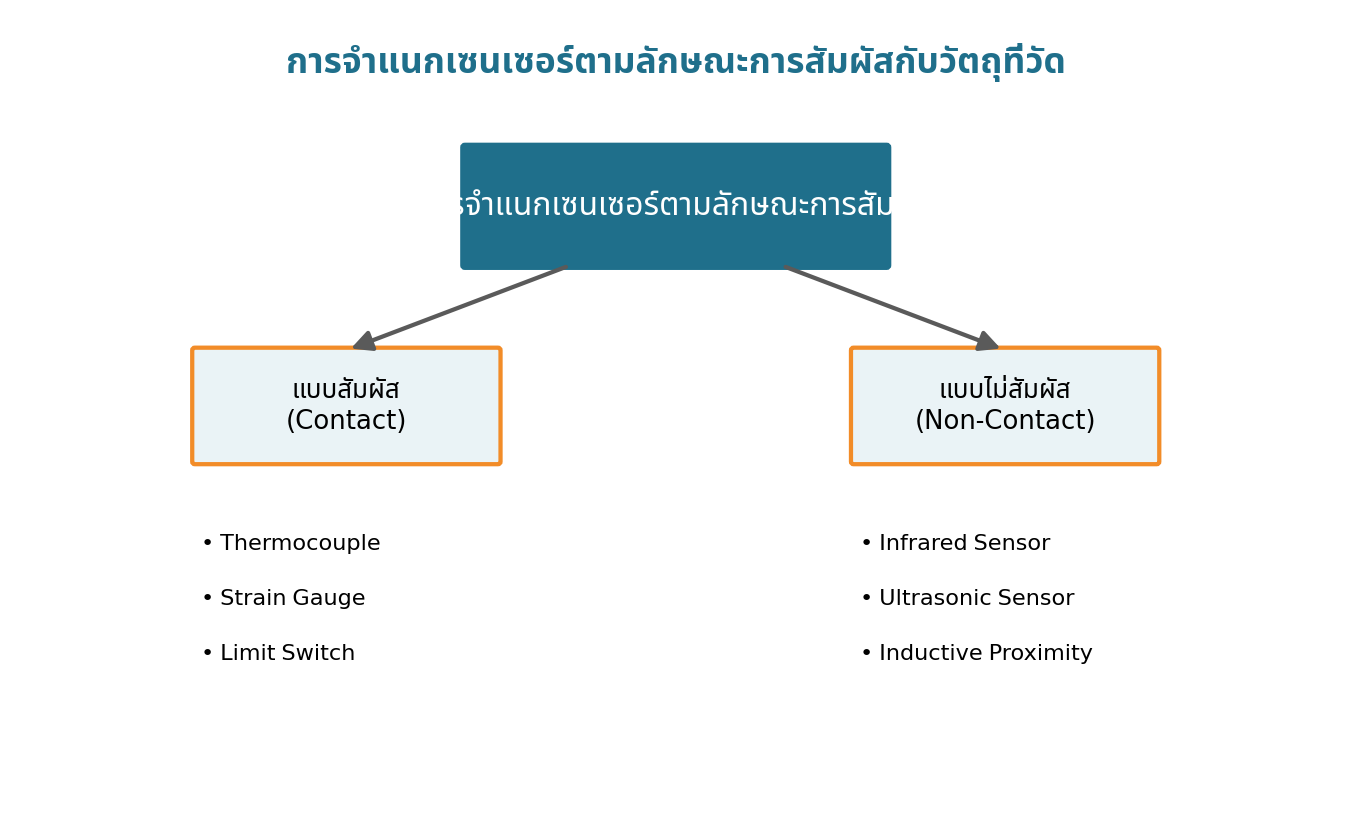 การจำแนกเซนเซอร์ตามลักษณะการสัมผัสกับวัตถุที่วัด
รจำแนกเซนเซอร์ตามลักษณะการสัม
แบบสัมผัส
(Contact)
แบบไม่สัมผัส
(Non-Contact)
• Thermocouple
• Strain Gauge
• Limit Switch
• Infrared Sensor
• Ultrasonic Sensor
• Inductive Proximity